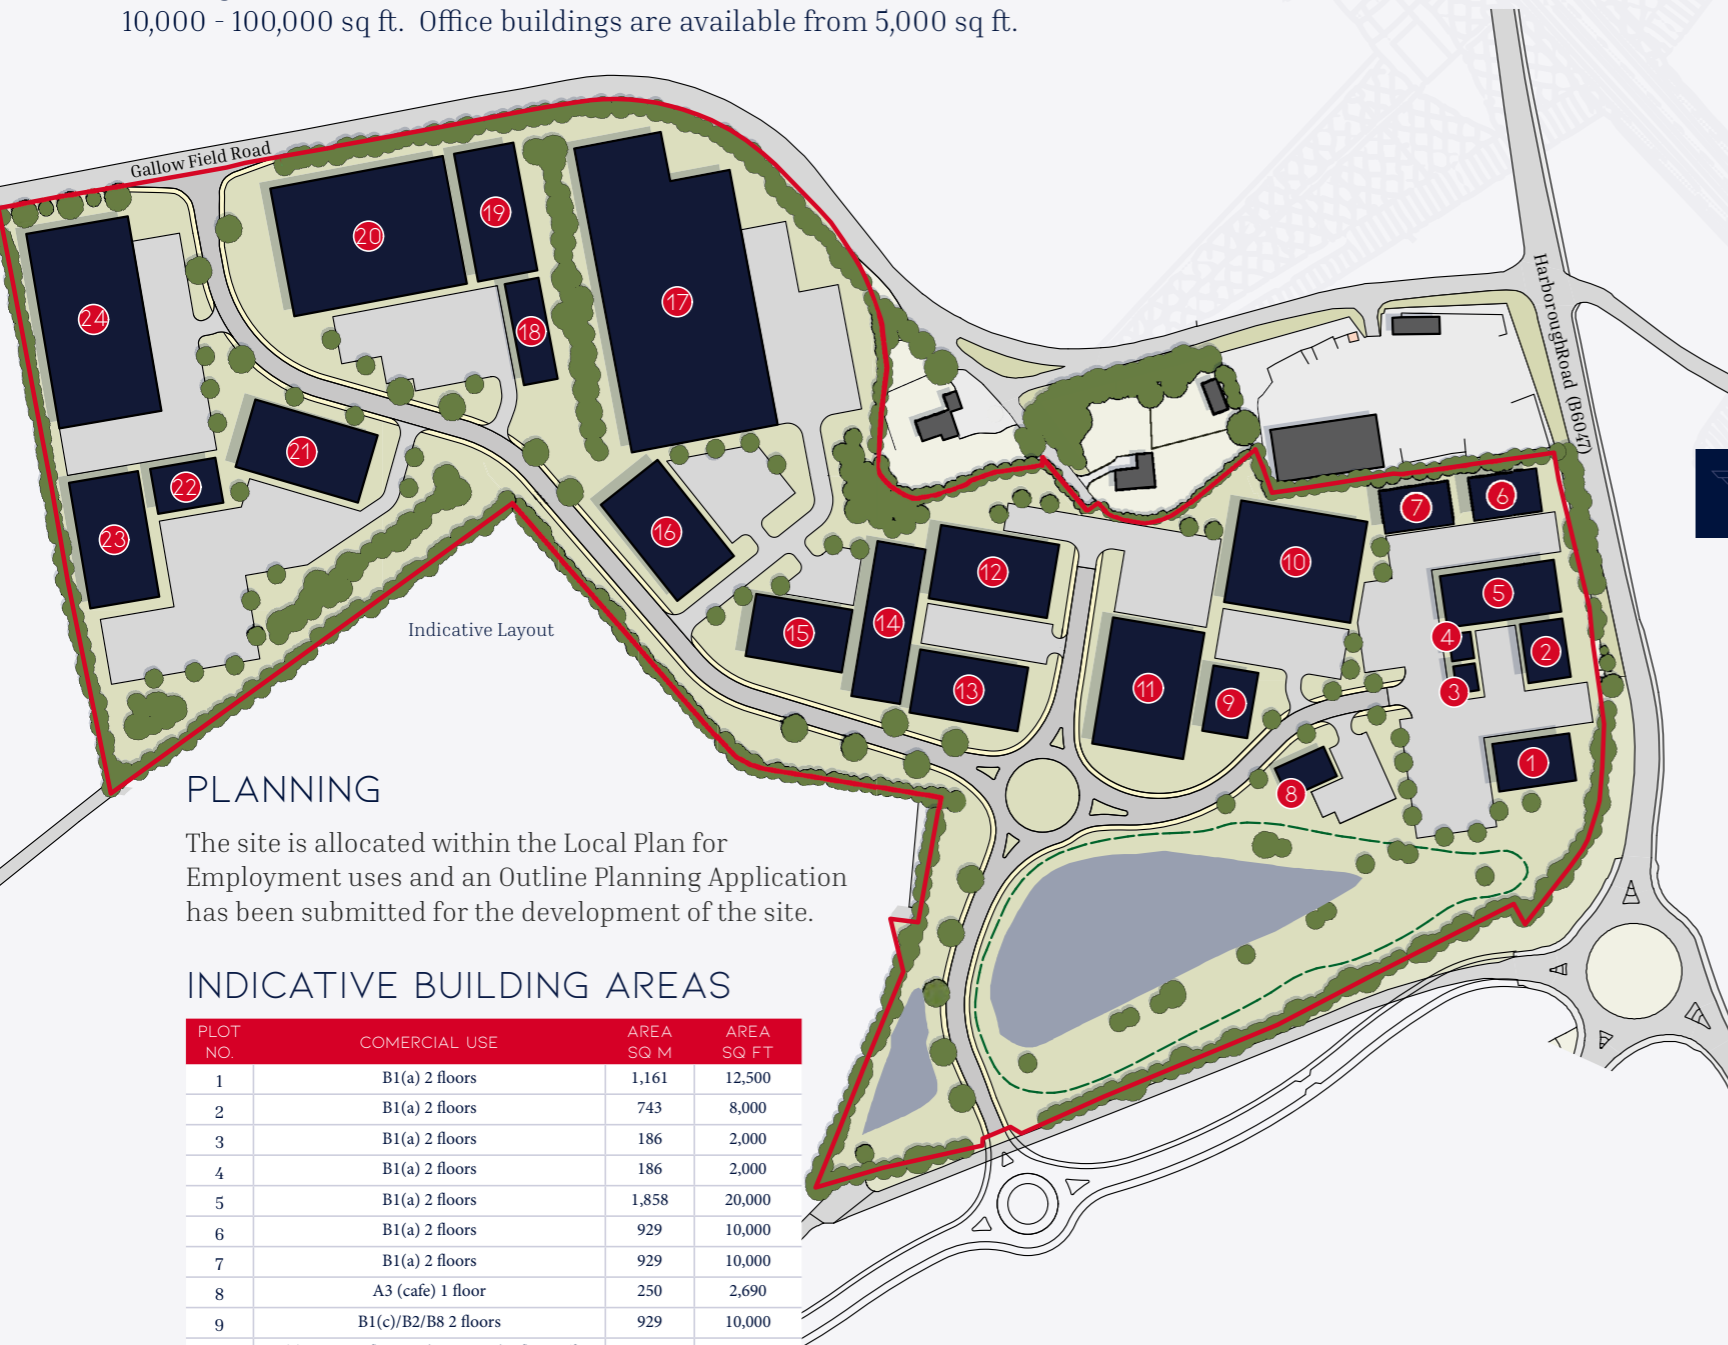 10,000 - 100,000 sq ft.  Office buildings are available from 5,000 sq ft.
Gallow Field Road
HarboroughRoad (B6047)
20
19
17
24
18
21
22
23
16
15
14
12
13
10
11
9
7
6
5
4
3
2
1
8
Indicative Layout
PLANNING
The site is allocated within the Local Plan for
Employment uses and an Outline Planning Application
has been submitted for the development of the site.
INDICATIVE BUILDING AREAS
PLOT NO. COMERCIAL USE AREA SQ M AREA SQ FT
1 B1(a) 2 floors 1,161 12,500
2 B1(a) 2 floors 743 8,000
3 B1(a) 2 floors 186 2,000
4 B1(a) 2 floors 186 2,000
5 B1(a) 2 floors 1,858 20,000
6 B1(a) 2 floors 929 10,000
7 B1(a) 2 floors 929 10,000
8 A3 (cafe) 1 floor 250 2,690
9 B1(c)/B2/B8 2 floors 929 10,000